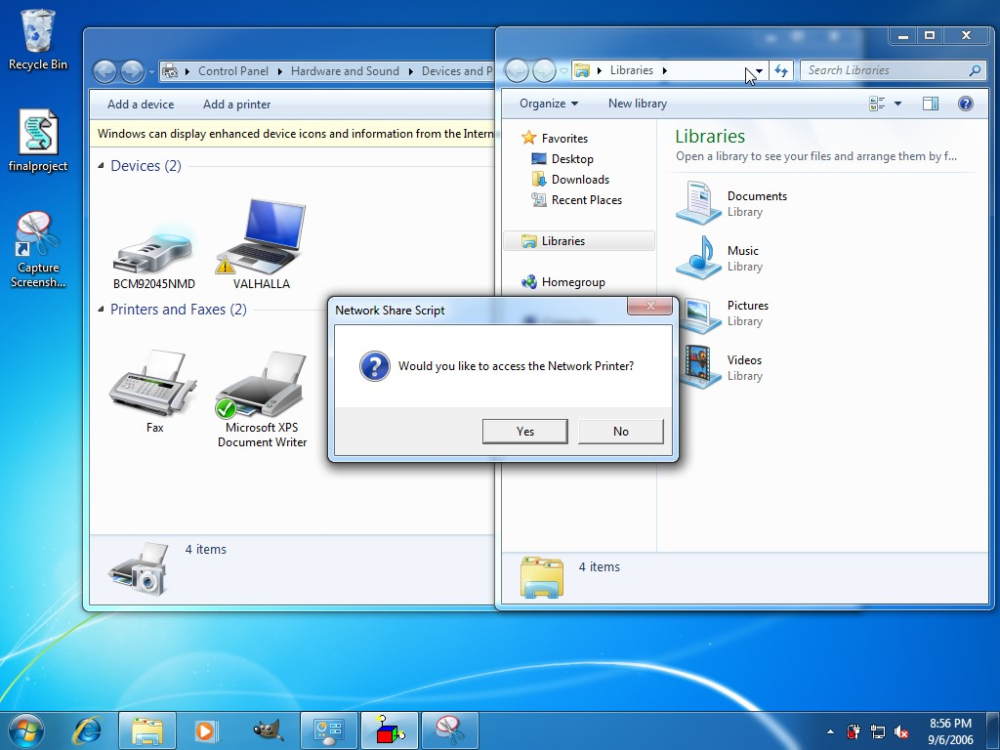 Recycle Bin
finalproject
Capture
Screensh...
Control Panel
Hardware and Sound
Devices and P
Add a device
Add a printer
Windows can display enhanced device icons and information from the Intern
Devices (2)
BCM92045NMD
VALHALLA
Printers and Faxes (2)
Fax
Microsoft XPS
Document Writer
4 items
Libraries
Search Libraries
Organize
New library
Favorites
Desktop
Downloads
Recent Places
Libraries
Homegroup
Libraries
Open a library to see your files and arrange them by f...
Documents
Library
Music
Library
Pictures
Library
Videos
Library
4 items
Network Share Script
Would you like to access the Network Printer?
Yes
No
8:56 PM
9/6/2006